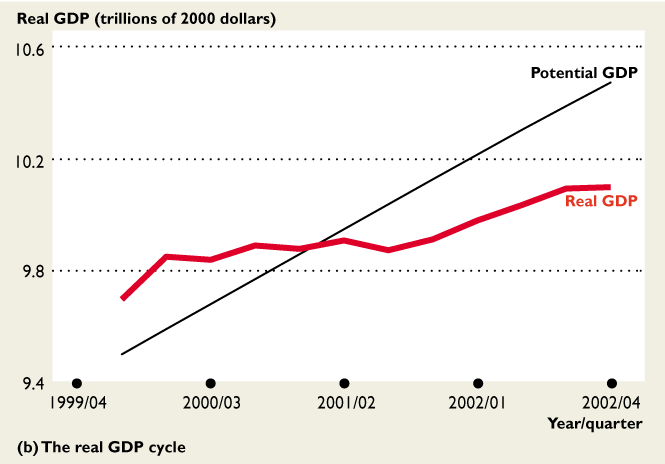 Real GDP (trillions of 2000 dollars)
10.6
Potential GDP
10.2
Real GDP
9.8
9.4
1999/04 2000/03 2001/02 2002/01 2002/04
Year/quarter
(b) The real GDP cycle